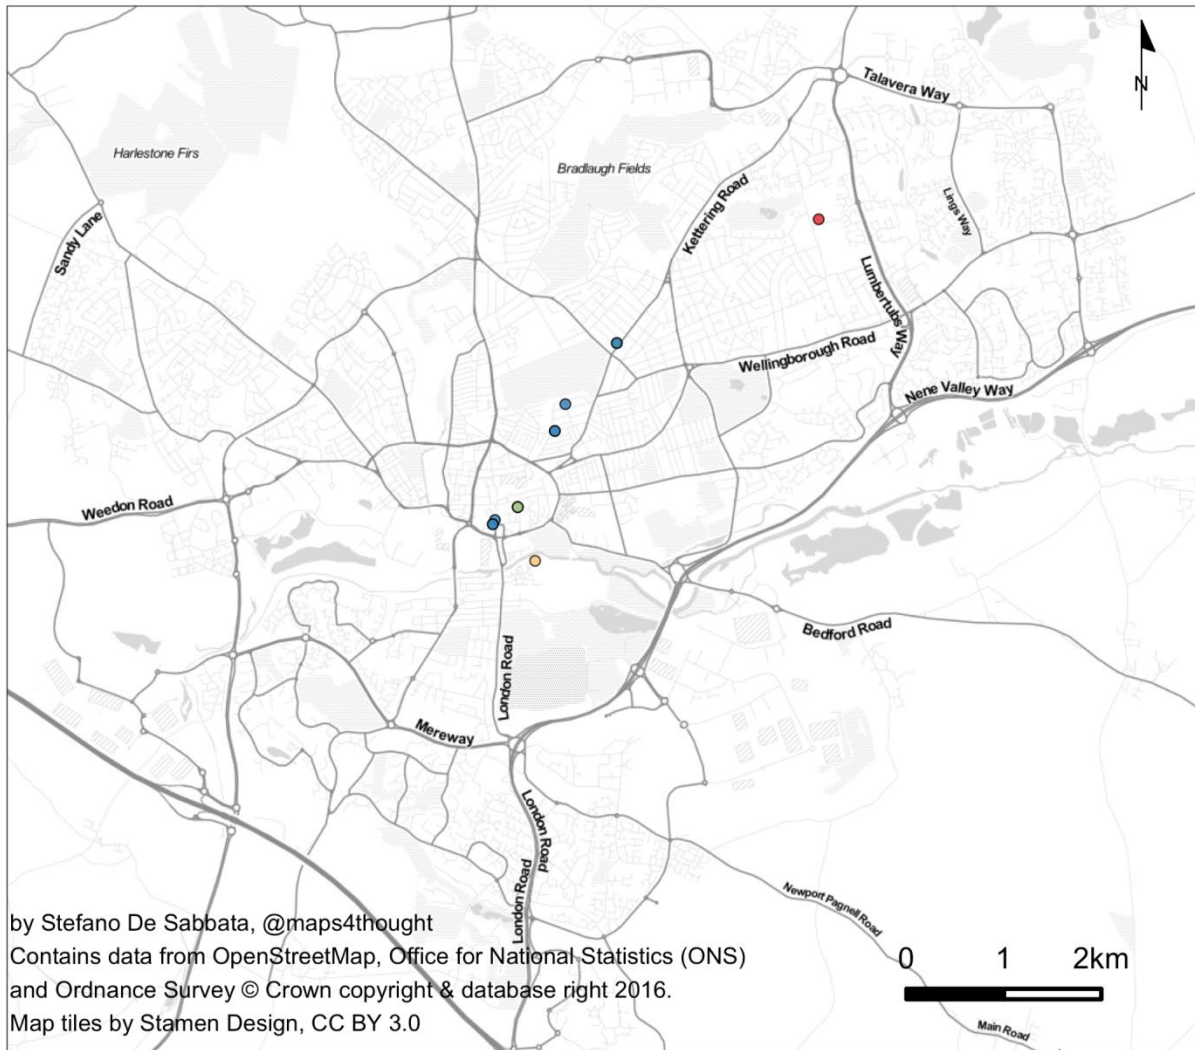 Talavera Way
N
Harlestone Firs
Bradlaugh Fields
Kettering Road
Lings Way
Sandy Lane
Lumbertubs Way
Wellingborough Road
Nene Valley Way
Weedon Road
Bedford Road
London Road
Mereway
London Road
London Road
Newport Pagnell Road
by Stefano De Sabbata, @maps4thought
Contains data from OpenStreetMap, Office for National Statistics (ONS)
and Ordnance Survey © Crown copyright & database right 2016.
Map tiles by Stamen Design, CC BY 3.0
0 1 2km
Main Road